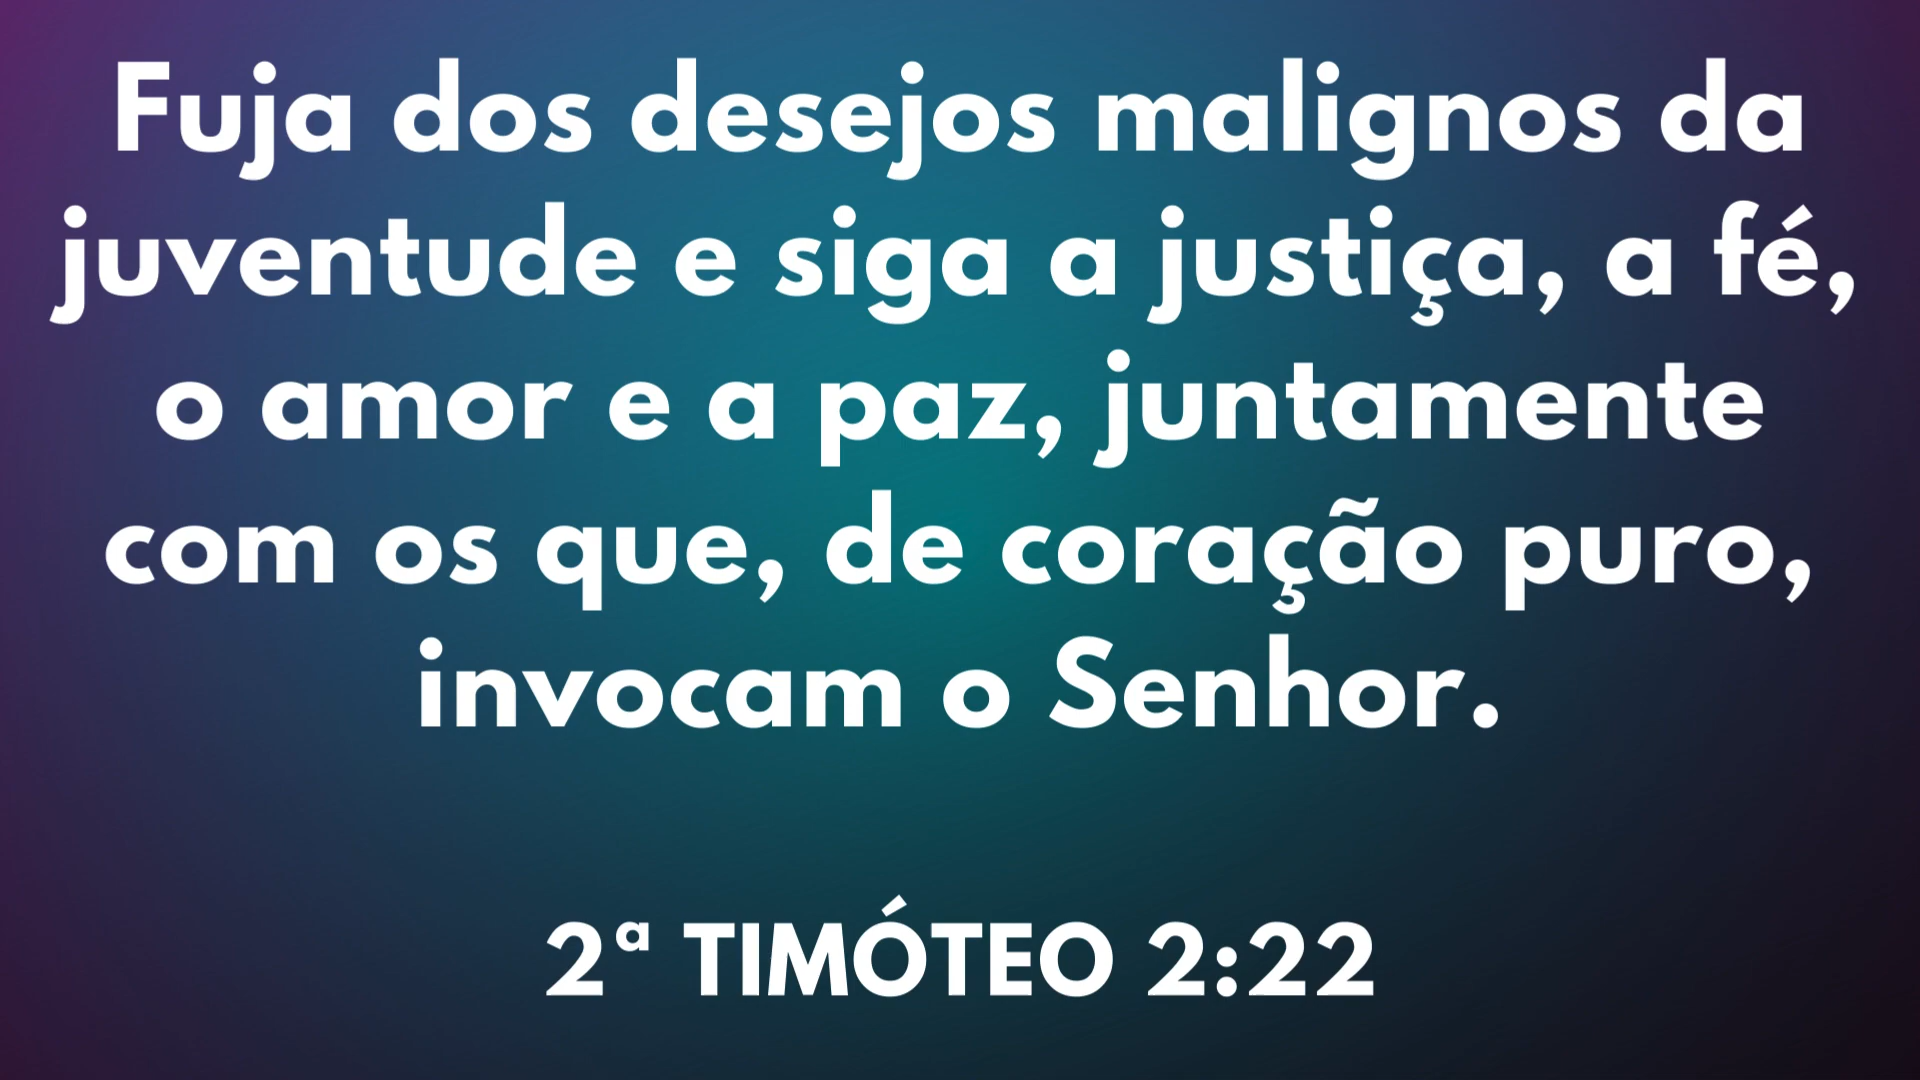 Fuja dos desejos malignos da
juventude e siga a justiça, a fé,
o amor e a paz, juntamente
com os que, de coração puro,
invocam o Senhor.
2ª TIMÓTEO 2:22